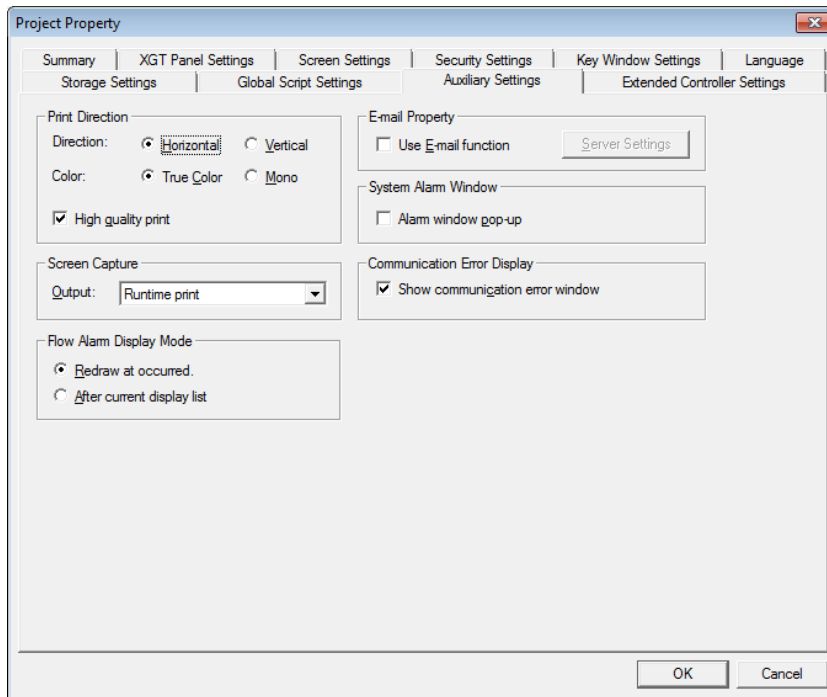 Project Property
Summary XGT Panel Settings Screen Settings Security Settings Key Window Settings Language
Storage Settings Global Script Settings Auxiliary Settings Extended Controller Settings
Print Direction
Direction: Horizontal Vertical
Color: True Color Mono
High quality print
Screen Capture
Output: Runtime print
Flow Alarm Display Mode
Redraw at occurred.
After current display list
E-mail Property
Use E-mail function Server Settings
System Alarm Window
Alarm window pop-up
Communication Error Display
Show communication error window
OK Cancel